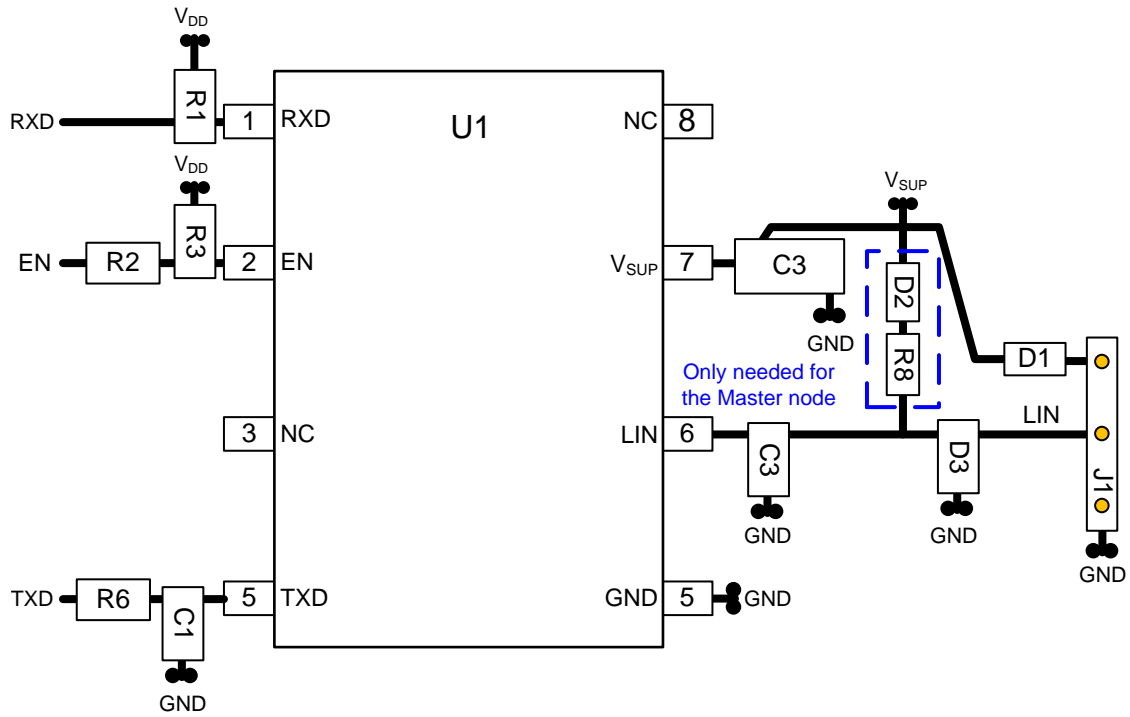 VDD
RXD
R1
1
RXD
U1
NC
8
VDD
EN
R2
R3
2
EN
VSUP
VSUP
7
C3
GND
D2
R8
D1
Only needed for
the Master node
3
NC
LIN
6
C3
GND
D3
GND
LIN
J1
GND
TXD
R6
C1
GND
5
TXD
GND
5
GND